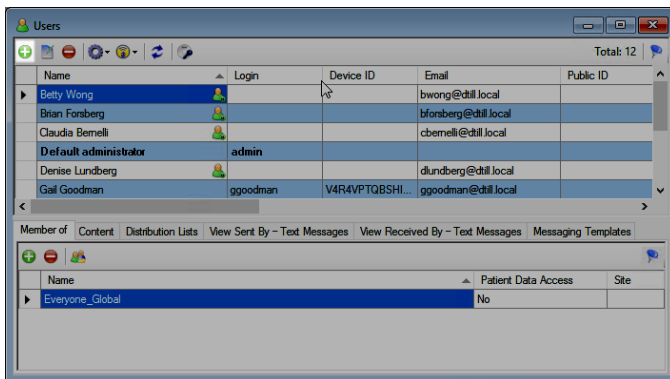 Users
Total: 12
Name Login Device ID Email Public ID
Betty Wong bwong@dtill.local
Brian Forsberg bforsberg@dtill.local
Claudia Bernelli cbernelli@dtill.local
Default administrator admin
Denise Lundberg dlundberg@dtill.local
Gail Goodman ggoodman V4R4VPTQBSHI... ggoodman@dtill.local
Member of Content Distribution Lists View Sent By - Text Messages View Received By - Text Messages Messaging Templates
Name Patient Data Access Site
Everyone_Global No